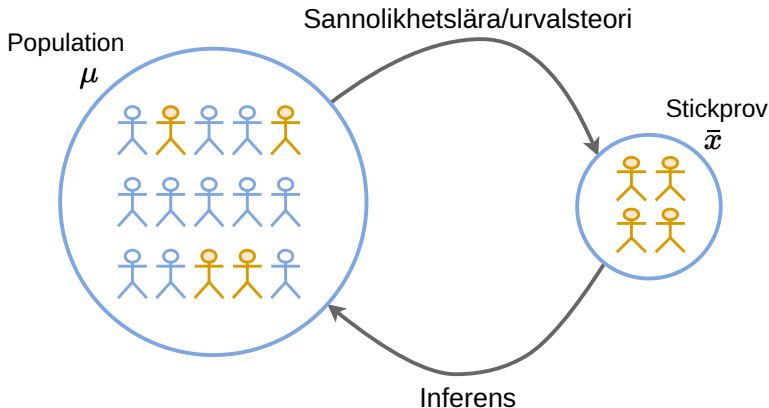 Sannolikhetslära/urvalsteori
Population
μ
Stickprov
x̄
Inferens